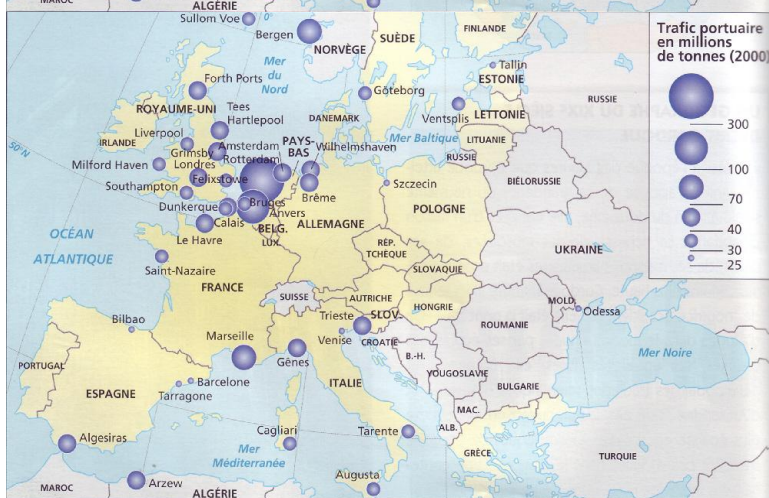 ALGÉRIE
Sullom Voe
0°
Bergen
NORVÈGE
SUÈDE
FINLANDE
Mer
du
Nord
Tallin
ESTONIE
RUSSIE
Forth Ports
Göteborg
Ventsplis
LETTONIE
ROYAUME-UNI
Tees
Hartlepool
DANEMARK
Mer Baltique
LITUANIE
IRLANDE
Liverpool
Amsterdam
PAYS-
BAS
Wilhelmshaven
RUSSIE
50°N
Grimsby
Rotterdam
Milford Haven
Londres
Felixstowe
BIÉLORUSSIE
Southampton
Brême
Szczecin
Dunkerque
Bruges
Anvers
POLOGNE
Calais
BELG.
ALLEMAGNE
Le Havre
LUX.
OCÉAN
ATLANTIQUE
RÉP.
TCHÈQUE
UKRAINE
Saint-Nazaire
SLOVAQUIE
FRANCE
SUISSE
AUTRICHE
HONGRIE
MOLD.
Odessa
Bilbao
Trieste
SLOV.
ROUMANIE
Marseille
Venise
CROATIE
Gênes
B.-H.
YOUGOSLAVIE
Mer Noire
PORTUGAL
ESPAGNE
Barcelone
Tarragone
ITALIE
BULGARIE
MAC.
ALB.
Algesiras
Cagliari
Tarente
Mer
Méditerranée
GRÈCE
TURQUIE
Augusta
MAROC
Arzew
ALGÉRIE
Trafic portuaire
en millions
de tonnes (2000)
300
100
70
40
30
25